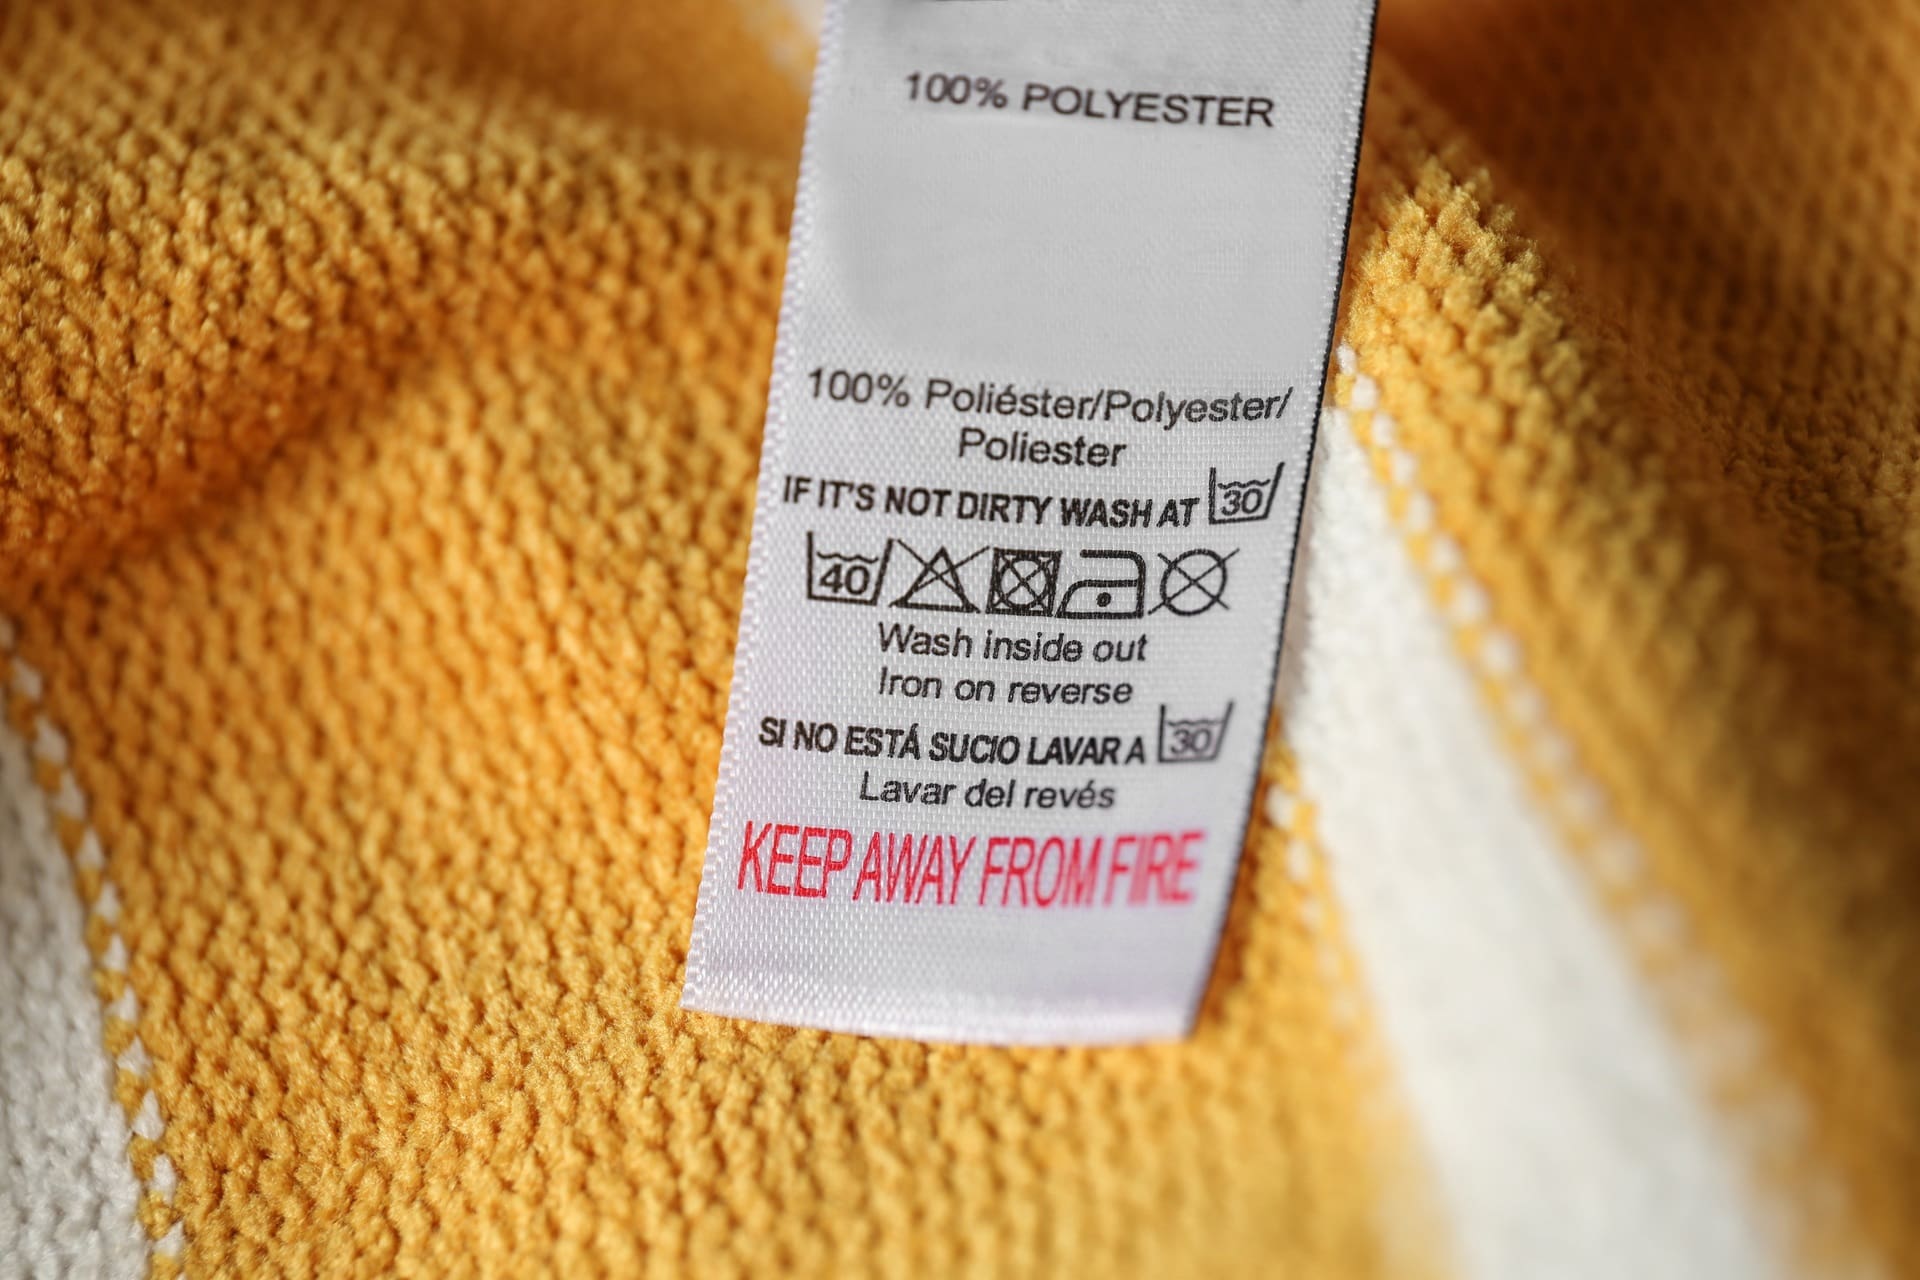 100% POLYESTER
100% Poliéster/Polyester/
Poliester
IF IT'S NOT DIRTY WASH AT 30
40
Wash inside out
Iron on reverse
SI NO ESTÁ SUCIO LAVAR A 30
Lavar del revés
KEEP AWAY FROM FIRE